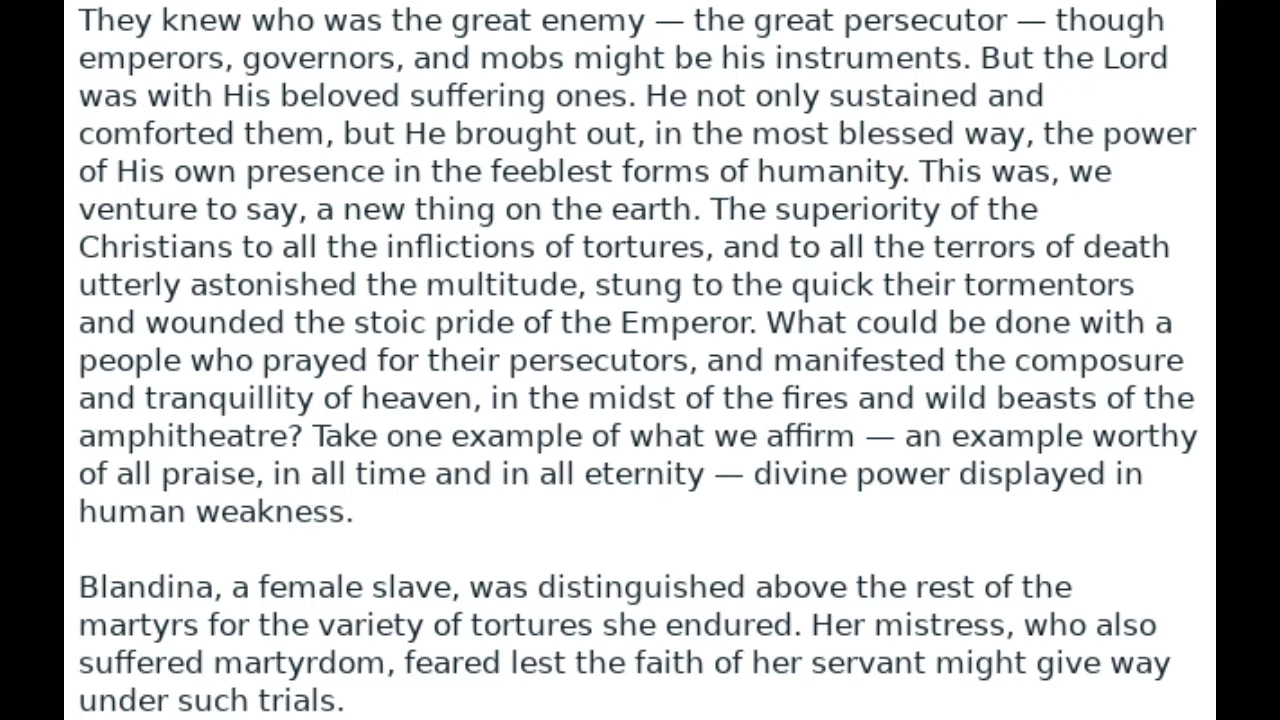 They knew who was the great enemy — the great persecutor — though
emperors, governors, and mobs might be his instruments. But the Lord
was with His beloved suffering ones. He not only sustained and
comforted them, but He brought out, in the most blessed way, the power
of His own presence in the feeblest forms of humanity. This was, we
venture to say, a new thing on the earth. The superiority of the
Christians to all the inflictions of tortures, and to all the terrors of death
utterly astonished the multitude, stung to the quick their tormentors
and wounded the stoic pride of the Emperor. What could be done with a
people who prayed for their persecutors, and manifested the composure
and tranquillity of heaven, in the midst of the fires and wild beasts of the
amphitheatre? Take one example of what we affirm — an example worthy
of all praise, in all time and in all eternity — divine power displayed in
human weakness.
Blandina, a female slave, was distinguished above the rest of the
martyrs for the variety of tortures she endured. Her mistress, who also
suffered martyrdom, feared lest the faith of her servant might give way
under such trials.